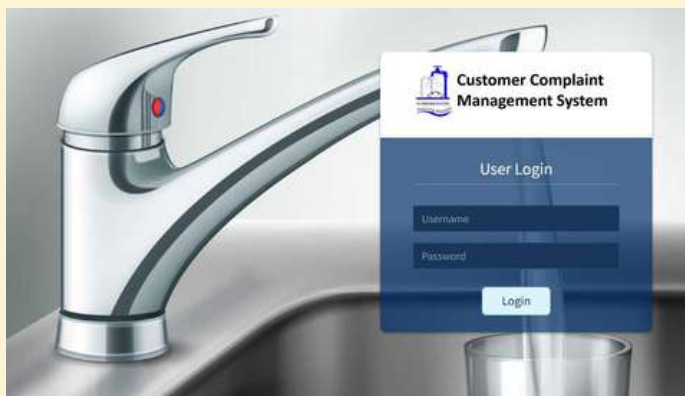 Customer Complaint
Management System
User Login
Username
Password
Login